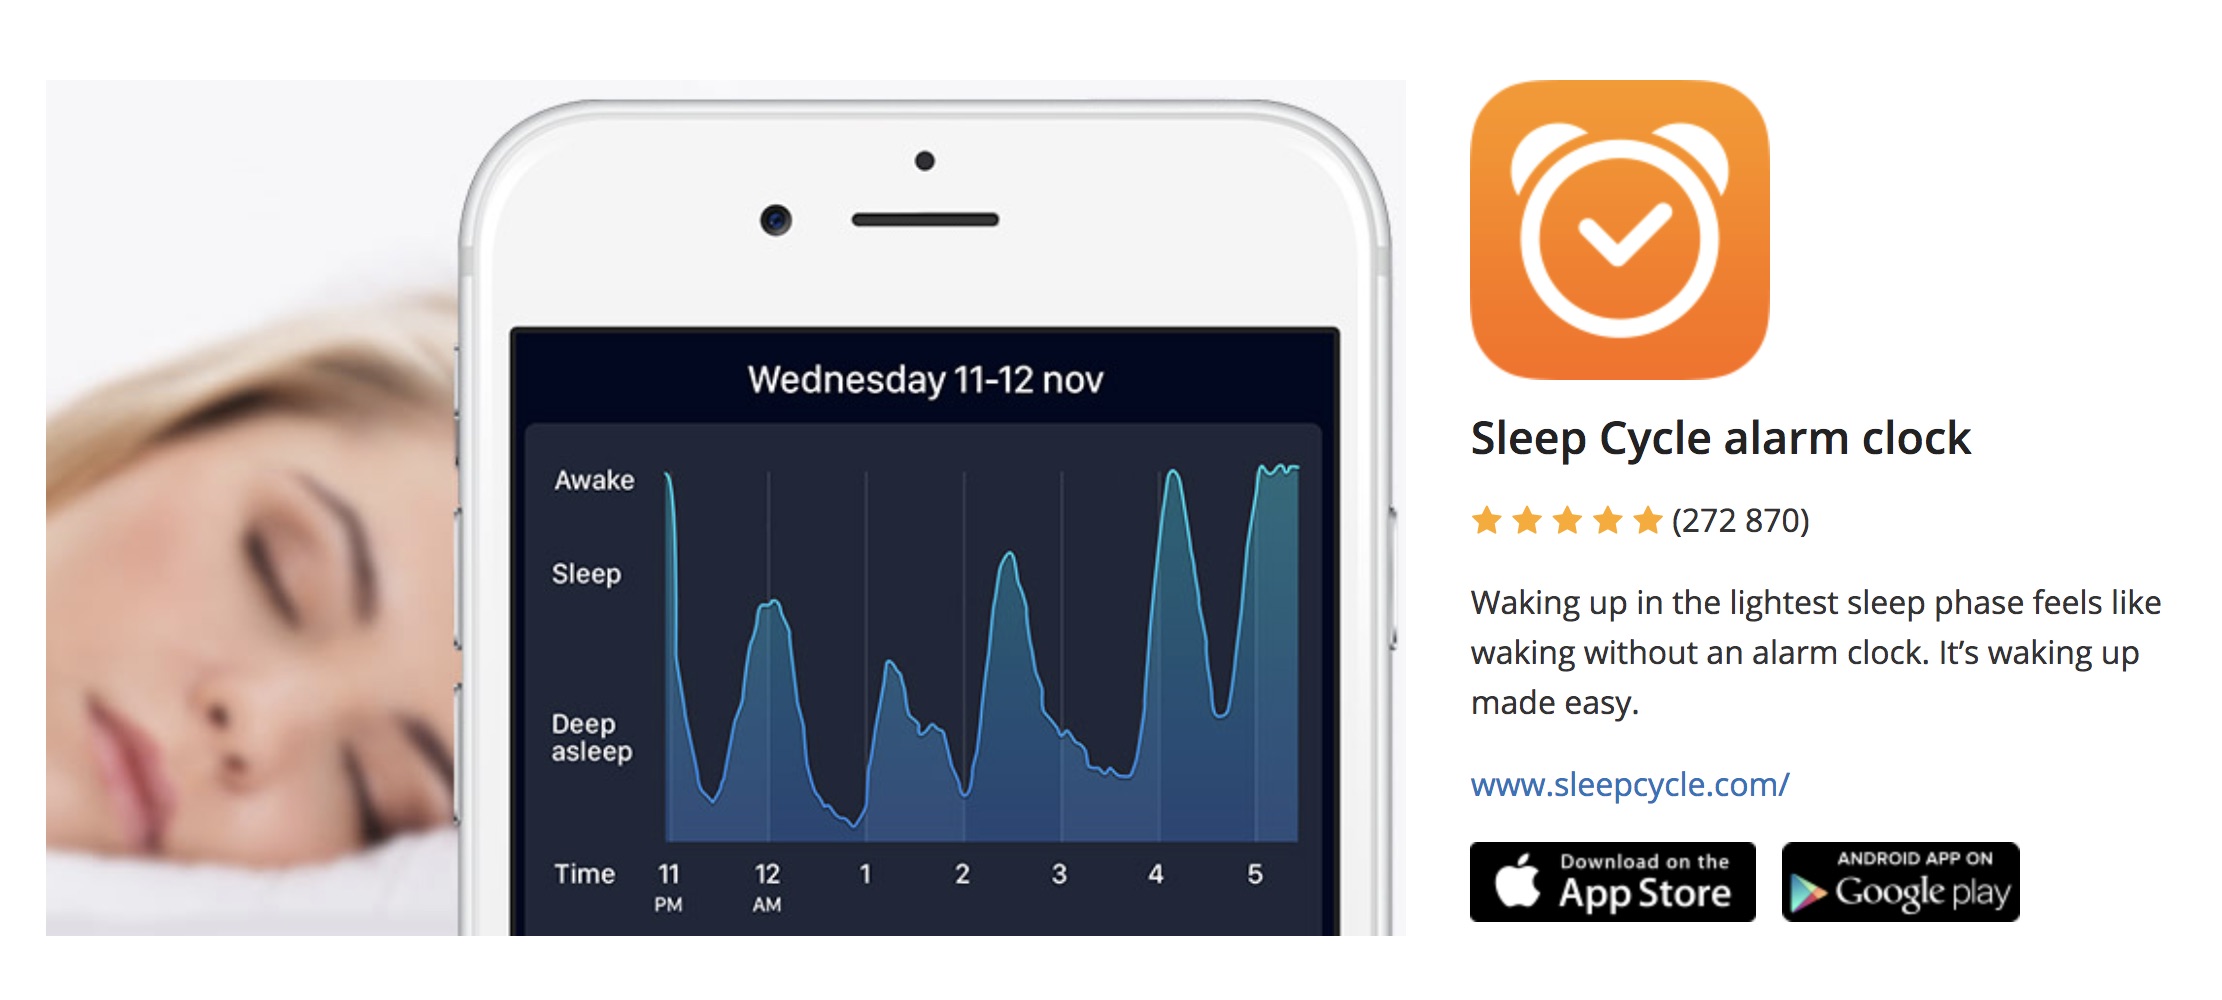 Wednesday 11-12 nov
Awake
Sleep
Deep
asleep
Time 11 12 1 2 3 4 5
PM AM
Sleep Cycle alarm clock
(272 870)
Waking up in the lightest sleep phase feels like
waking without an alarm clock. It’s waking up
made easy.
www.sleepcycle.com/
Download on the
App Store
ANDROID APP ON
Google play